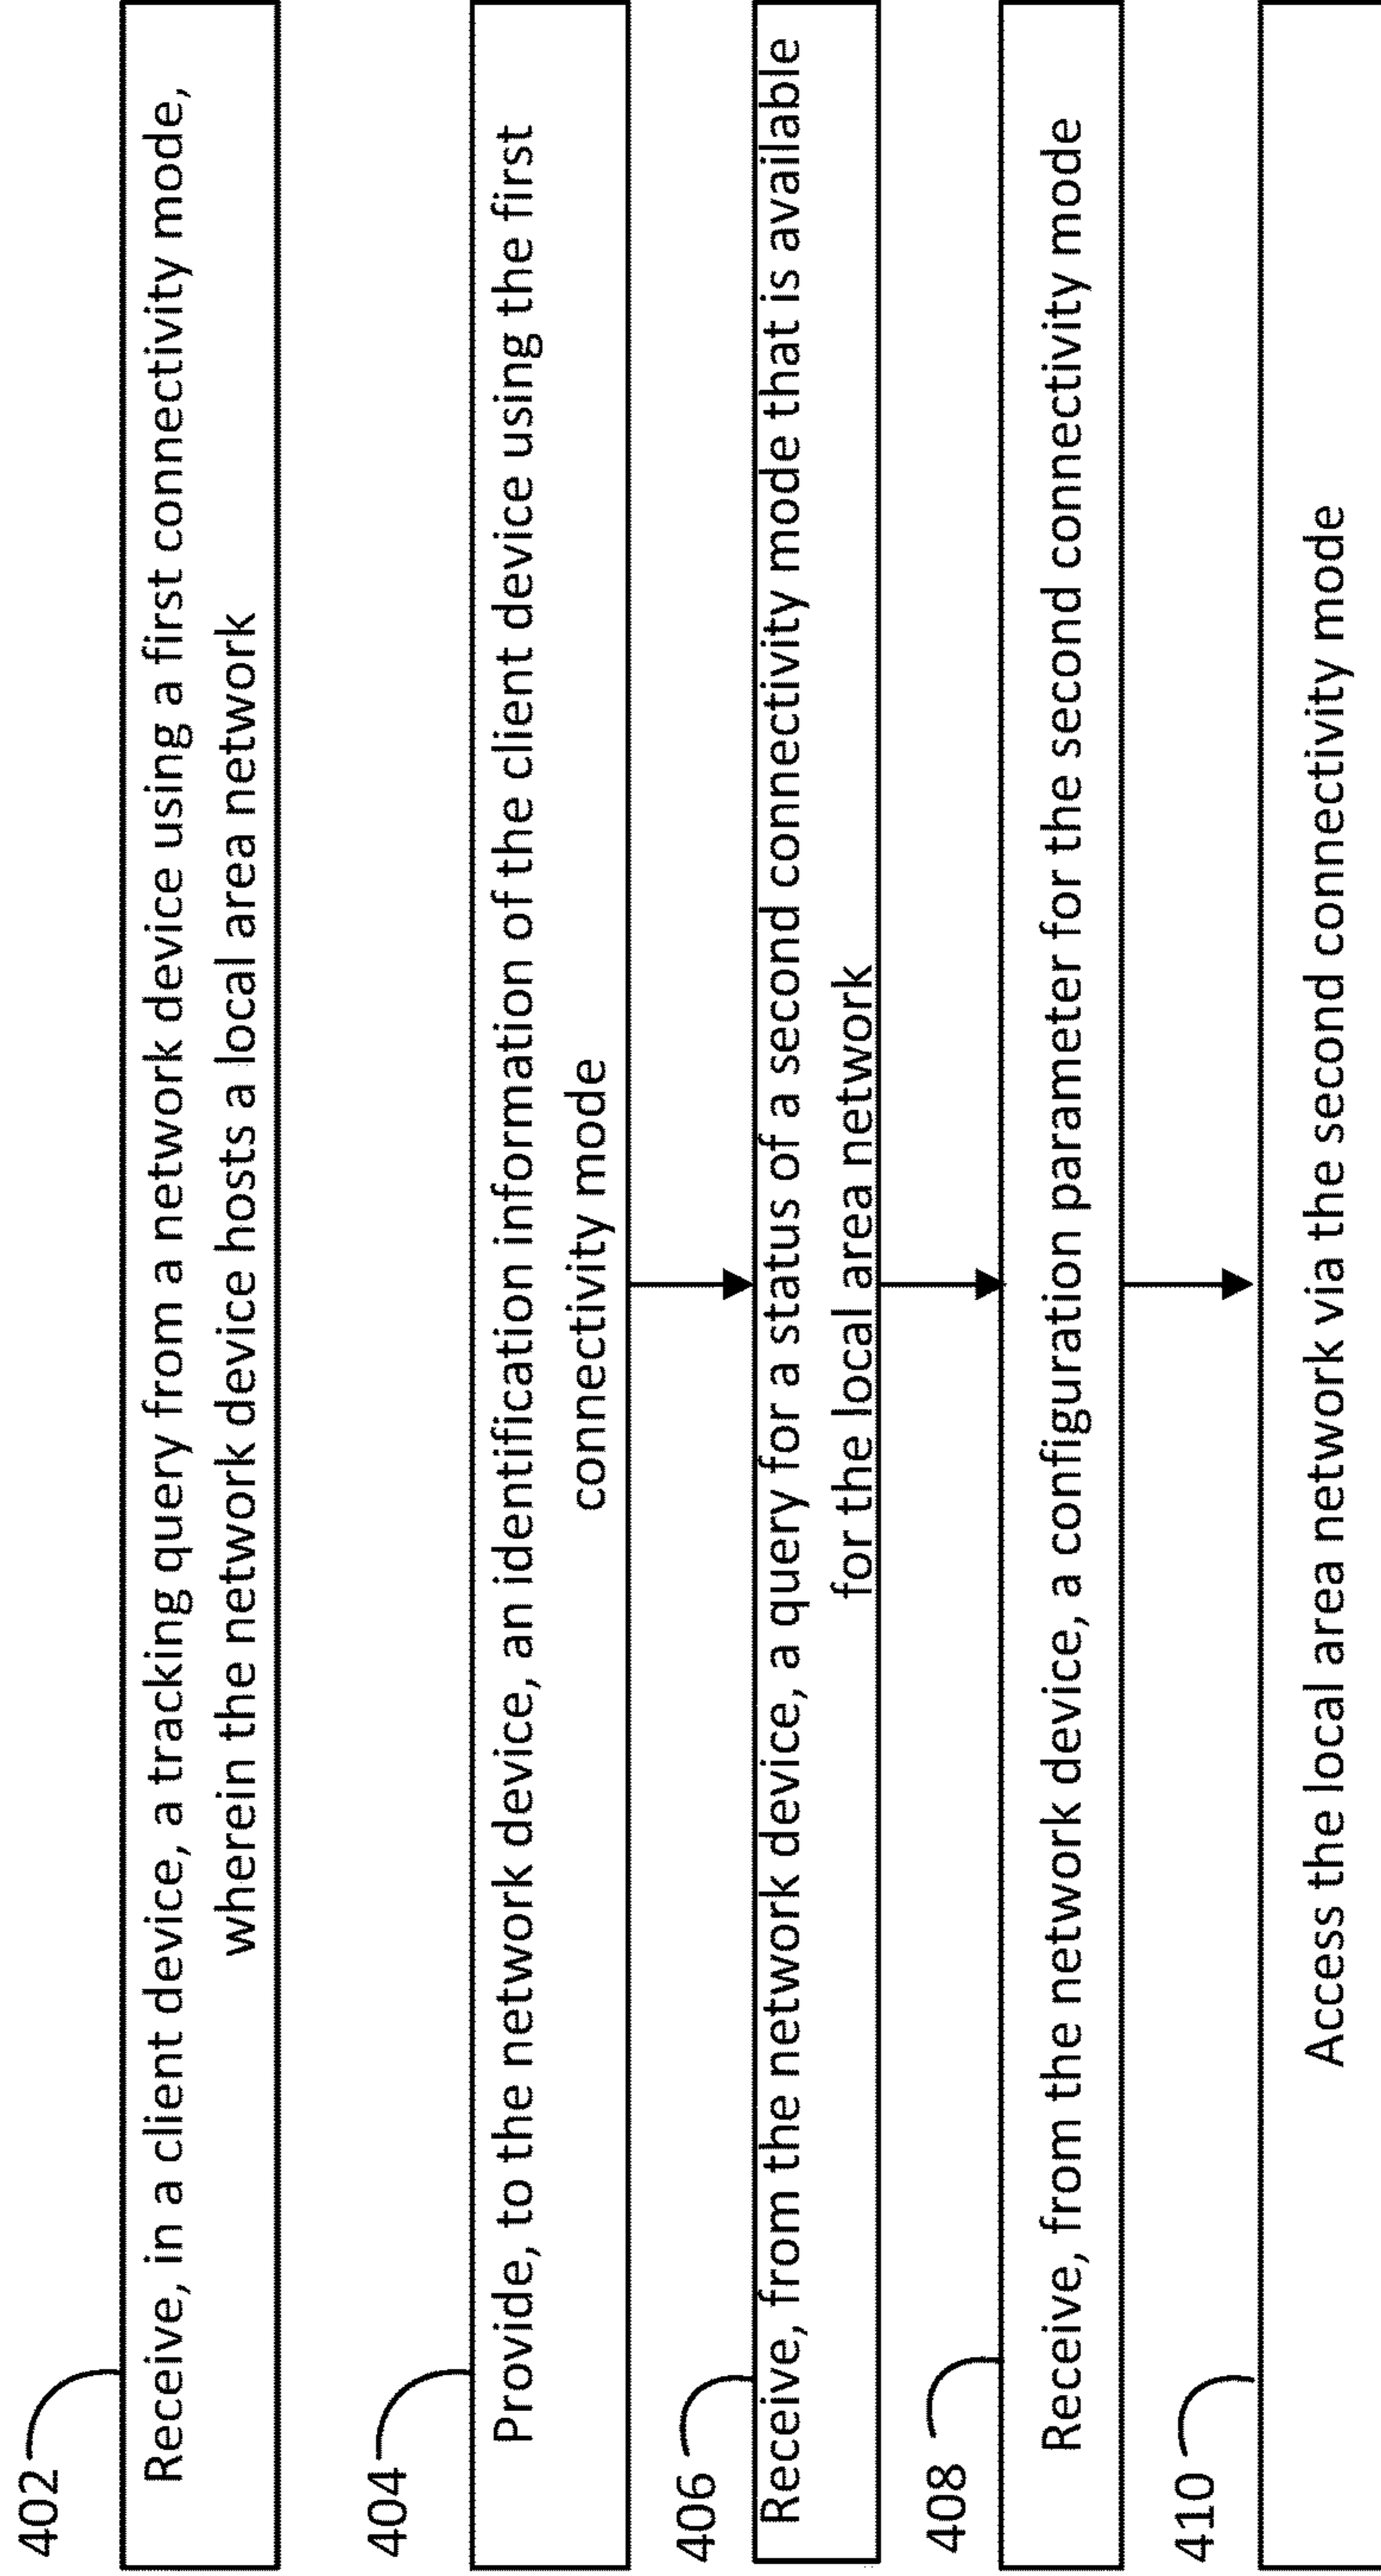 402
Receive, in a client device, a tracking query from a network device using a first connectivity mode,
wherein the network device hosts a local area network
404
Provide, to the network device, an identification information of the client device using the first
connectivity mode
406
Receive, from the network device, a query for a status of a second connectivity mode that is available
for the local area network
408
Receive, from the network device, a configuration parameter for the second connectivity mode
410
Access the local area network via the second connectivity mode